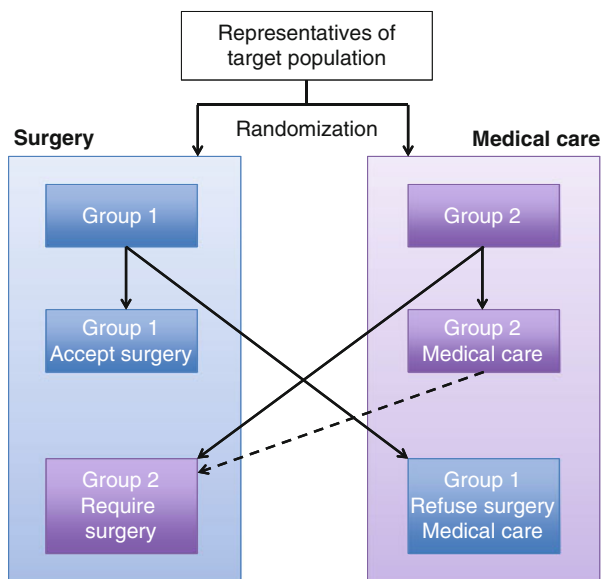 Representatives of
target population
Randomization
Surgery
Medical care
Group 1
Group 2
Group 1
Accept surgery
Group 2
Medical care
Group 2
Require
surgery
Group 1
Refuse surgery
Medical care